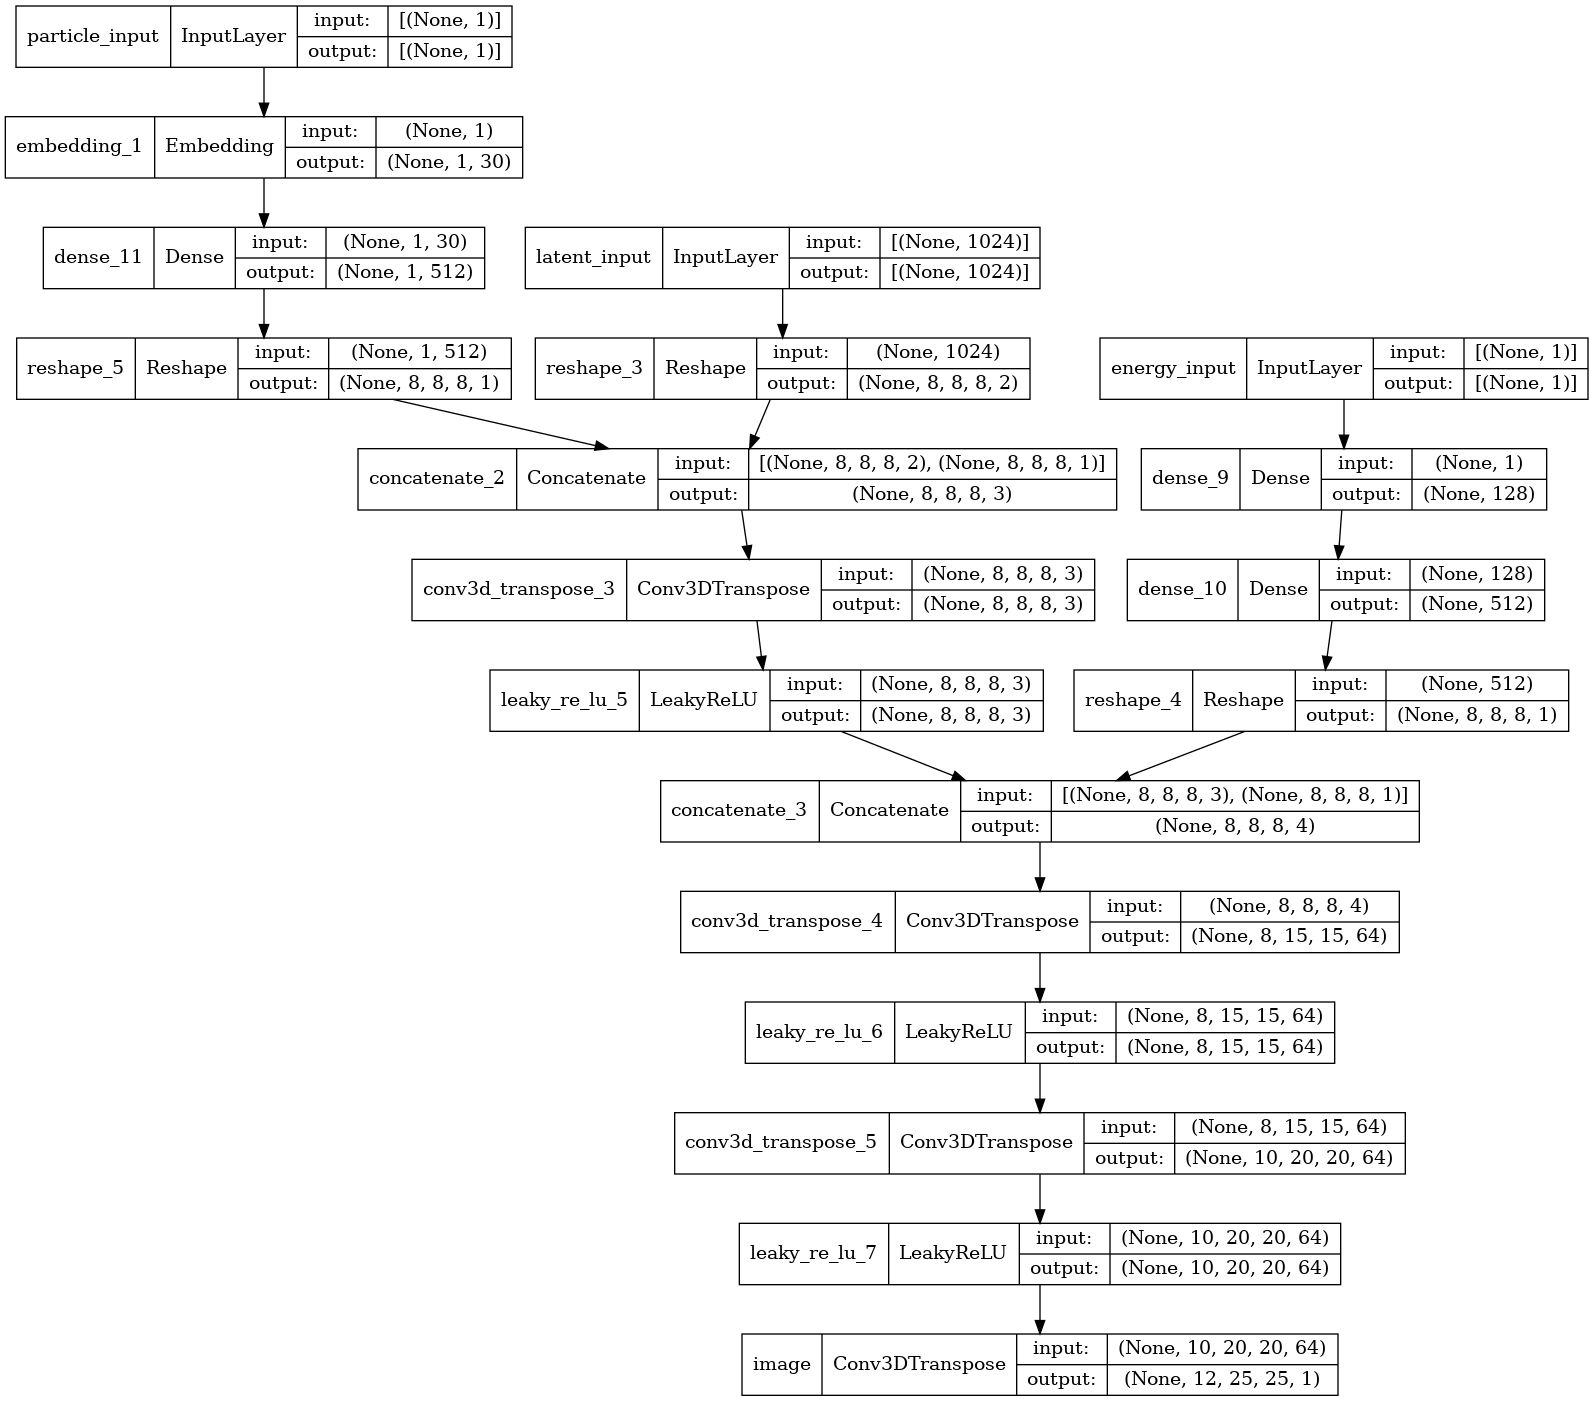 particle_input InputLayer input: [(None, 1)]
output: [(None, 1)]
embedding_1 Embedding input: (None, 1)
output: (None, 1, 30)
dense_11 Dense input: (None, 1, 30)
output: (None, 1, 512)
latent_input InputLayer input: [(None, 1024)]
output: [(None, 1024)]
reshape_5 Reshape input: (None, 1, 512)
output: (None, 8, 8, 8, 1)
reshape_3 Reshape input: (None, 1024)
output: (None, 8, 8, 8, 2)
energy_input InputLayer input: [(None, 1)]
output: [(None, 1)]
concatenate_2 Concatenate input: [(None, 8, 8, 8, 2), (None, 8, 8, 8, 1)]
output: (None, 8, 8, 8, 3)
dense_9 Dense input: (None, 1)
output: (None, 128)
conv3d_transpose_3 Conv3DTranspose input: (None, 8, 8, 8, 3)
output: (None, 8, 8, 8, 3)
dense_10 Dense input: (None, 128)
output: (None, 512)
leaky_re_lu_5 LeakyReLU input: (None, 8, 8, 8, 3)
output: (None, 8, 8, 8, 3)
reshape_4 Reshape input: (None, 512)
output: (None, 8, 8, 8, 1)
concatenate_3 Concatenate input: [(None, 8, 8, 8, 3), (None, 8, 8, 8, 1)]
output: (None, 8, 8, 8, 4)
conv3d_transpose_4 Conv3DTranspose input: (None, 8, 8, 8, 4)
output: (None, 8, 15, 15, 64)
leaky_re_lu_6 LeakyReLU input: (None, 8, 15, 15, 64)
output: (None, 8, 15, 15, 64)
conv3d_transpose_5 Conv3DTranspose input: (None, 8, 15, 15, 64)
output: (None, 10, 20, 20, 64)
leaky_re_lu_7 LeakyReLU input: (None, 10, 20, 20, 64)
output: (None, 10, 20, 20, 64)
image Conv3DTranspose input: (None, 10, 20, 20, 64)
output: (None, 12, 25, 25, 1)